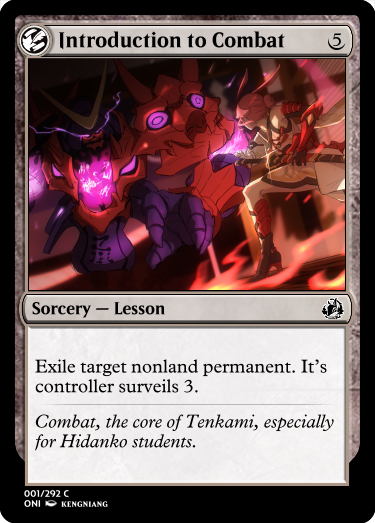 Introduction to Combat 5
Sorcery — Lesson
Exile target nonland permanent. It's
controller surveils 3.
Combat, the core of Tenkami, especially
for Hidanko students.
001/292 C
ONI KENGNIANG